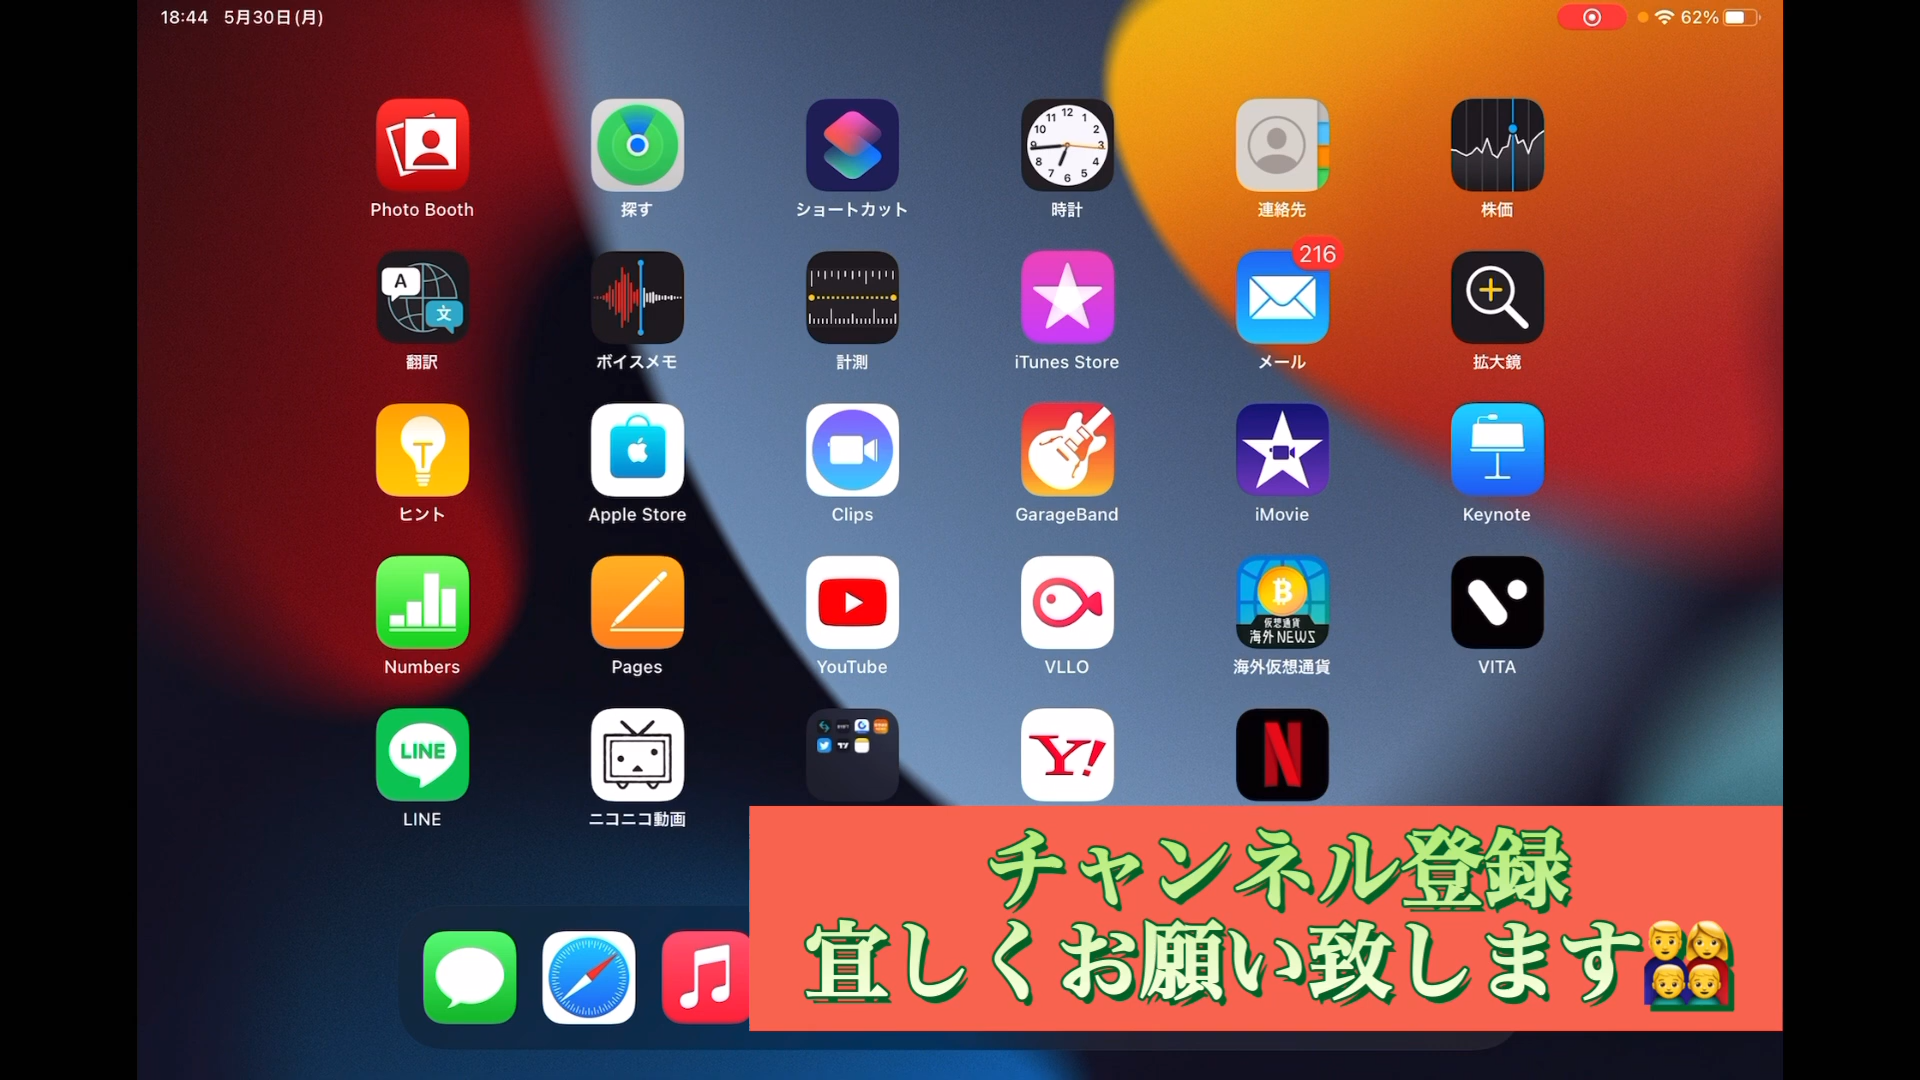 18:44 5月30日(月)
62%
Photo Booth
探す
ショートカット
時計
連絡先
株価
216
翻訳
ボイスメモ
計測
iTunes Store
メール
拡大鏡
ヒント
Apple Store
Clips
GarageBand
iMovie
Keynote
仮想通貨
海外NEWS
Numbers
Pages
YouTube
VLLO
海外仮想通貨
VITA
LINE
Y!
N
LINE
ニコニコ動画
チャンネル登録
宜しくお願い致します👨‍👩‍👦‍👦